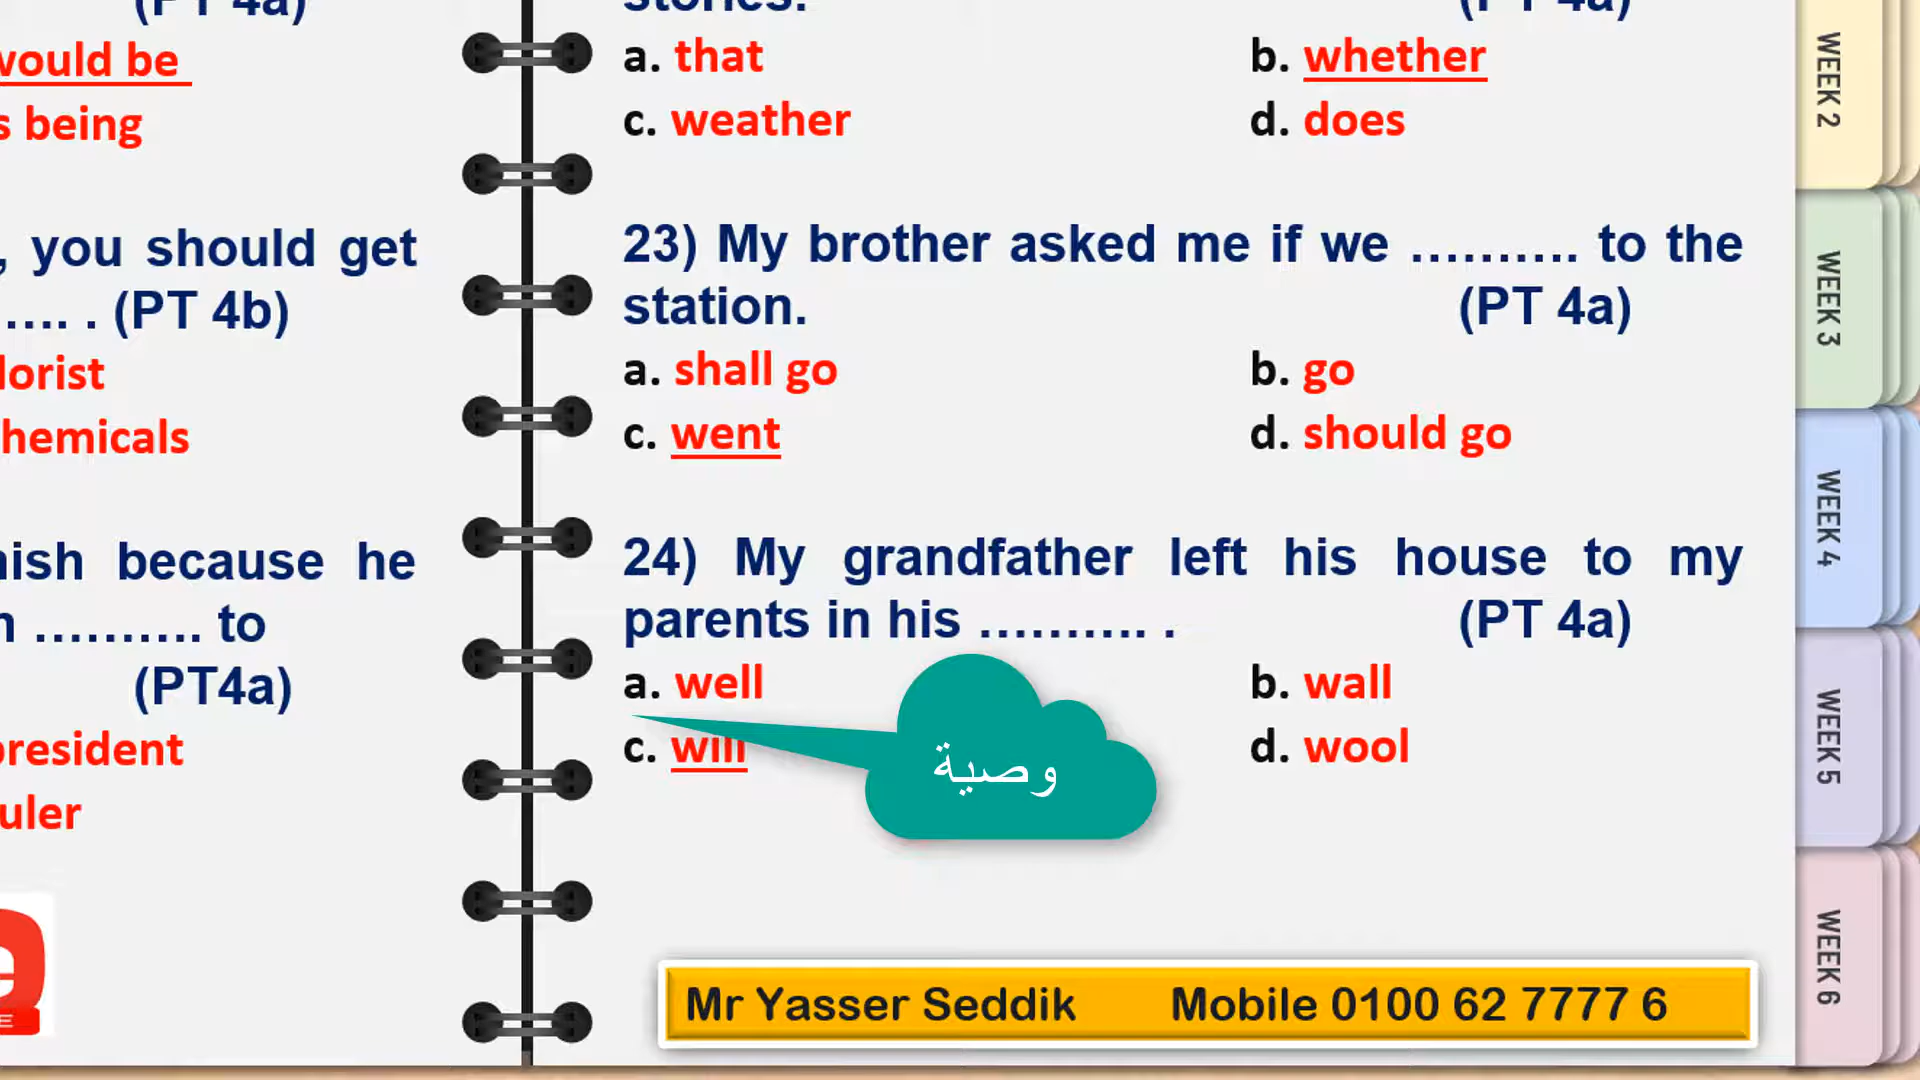 (PT 4a)
would be
s being
, you should get
.... . (PT 4b)
lorist
hemicals
nish because he
n .......... to
(PT4a)
president
uler
E
stories. (PT 4a)
a. that b. whether
c. weather d. does
23) My brother asked me if we .......... to the
station. (PT 4a)
a. shall go b. go
c. went d. should go
24) My grandfather left his house to my
parents in his .......... .  (PT 4a)
a. well b. wall
c. will d. wool
وصية
Mr Yasser Seddik Mobile 0100 62 7777 6
WEEK 2
WEEK 3
WEEK 4
WEEK 5
WEEK 6